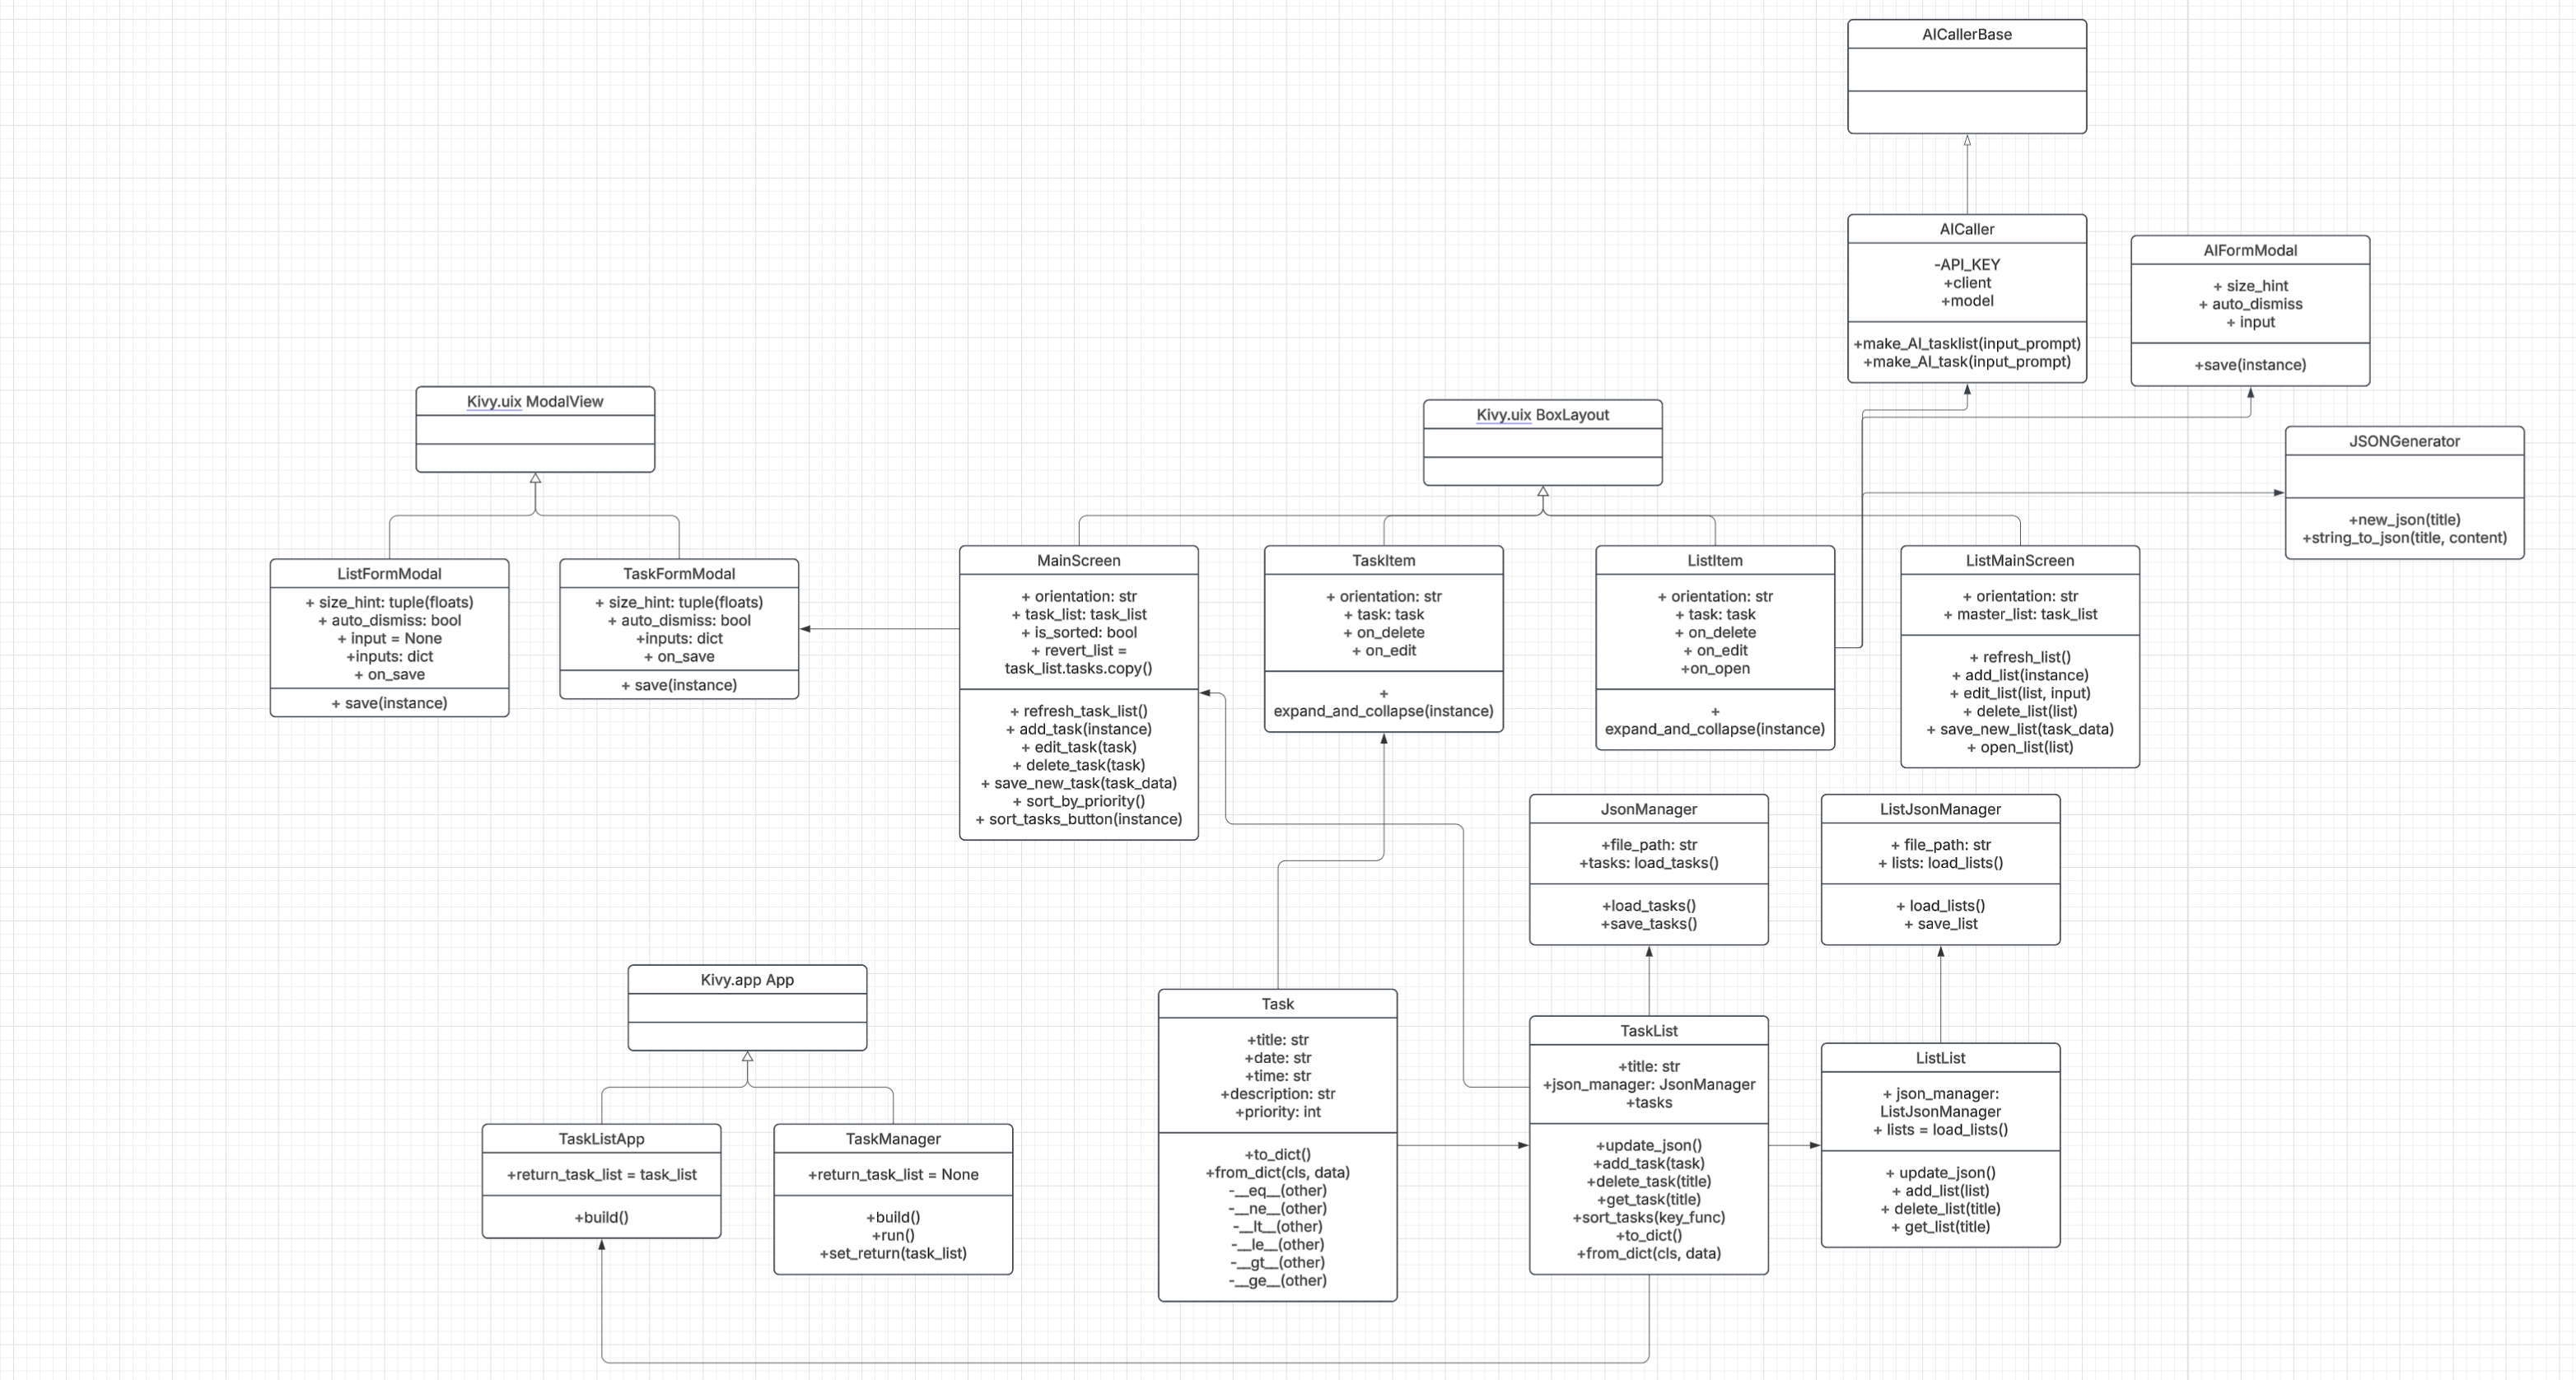 AICallerBase
AICaller
-API_KEY
+client
+model
+make_AI_tasklist(input_prompt)
+make_AI_task(input_prompt)
AIFormModal
+ size_hint
+ auto_dismiss
+ input
+save(instance)
JSONGenerator
+new_json(title)
+string_to_json(title, content)
Kivy.uix ModalView
Kivy.uix BoxLayout
ListFormModal
+ size_hint: tuple(floats)
+ auto_dismiss: bool
+ input = None
+inputs: dict
+ on_save
+ save(instance)
TaskFormModal
+ size_hint: tuple(floats)
+ auto_dismiss: bool
+inputs: dict
+ on_save
+ save(instance)
MainScreen
+ orientation: str
+ task_list: task_list
+ is_sorted: bool
+ revert_list =
task_list.tasks.copy()
+ refresh_task_list()
+ add_task(instance)
+ edit_task(task)
+ delete_task(task)
+ save_new_task(task_data)
+ sort_by_priority()
+ sort_tasks_button(instance)
TaskItem
+ orientation: str
+ task: task
+ on_delete
+ on_edit
+
expand_and_collapse(instance)
ListItem
+ orientation: str
+ task: task
+ on_delete
+ on_edit
+on_open
+
expand_and_collapse(instance)
ListMainScreen
+ orientation: str
+ master_list: task_list
+ refresh_list()
+ add_list(instance)
+ edit_list(list, input)
+ delete_list(list)
+ save_new_list(task_data)
+ open_list(list)
JsonManager
+file_path: str
+tasks: load_tasks()
+load_tasks()
+save_tasks()
ListJsonManager
+ file_path: str
+ lists: load_lists()
+ load_lists()
+ save_list
Kivy.app App
TaskListApp
+return_task_list = task_list
+build()
TaskManager
+return_task_list = None
+build()
+run()
+set_return(task_list)
Task
+title: str
+date: str
+time: str
+description: str
+priority: int
+to_dict()
+from_dict(cls, data)
-__eq__(other)
-__ne__(other)
-__lt__(other)
-__le__(other)
-__gt__(other)
-__ge__(other)
TaskList
+title: str
+json_manager: JsonManager
+tasks
+update_json()
+add_task(task)
+delete_task(title)
+get_task(title)
+sort_tasks(key_func)
+to_dict()
+from_dict(cls, data)
ListList
+ json_manager:
ListJsonManager
+ lists = load_lists()
+ update_json()
+ add_list(list)
+ delete_list(title)
+ get_list(title)